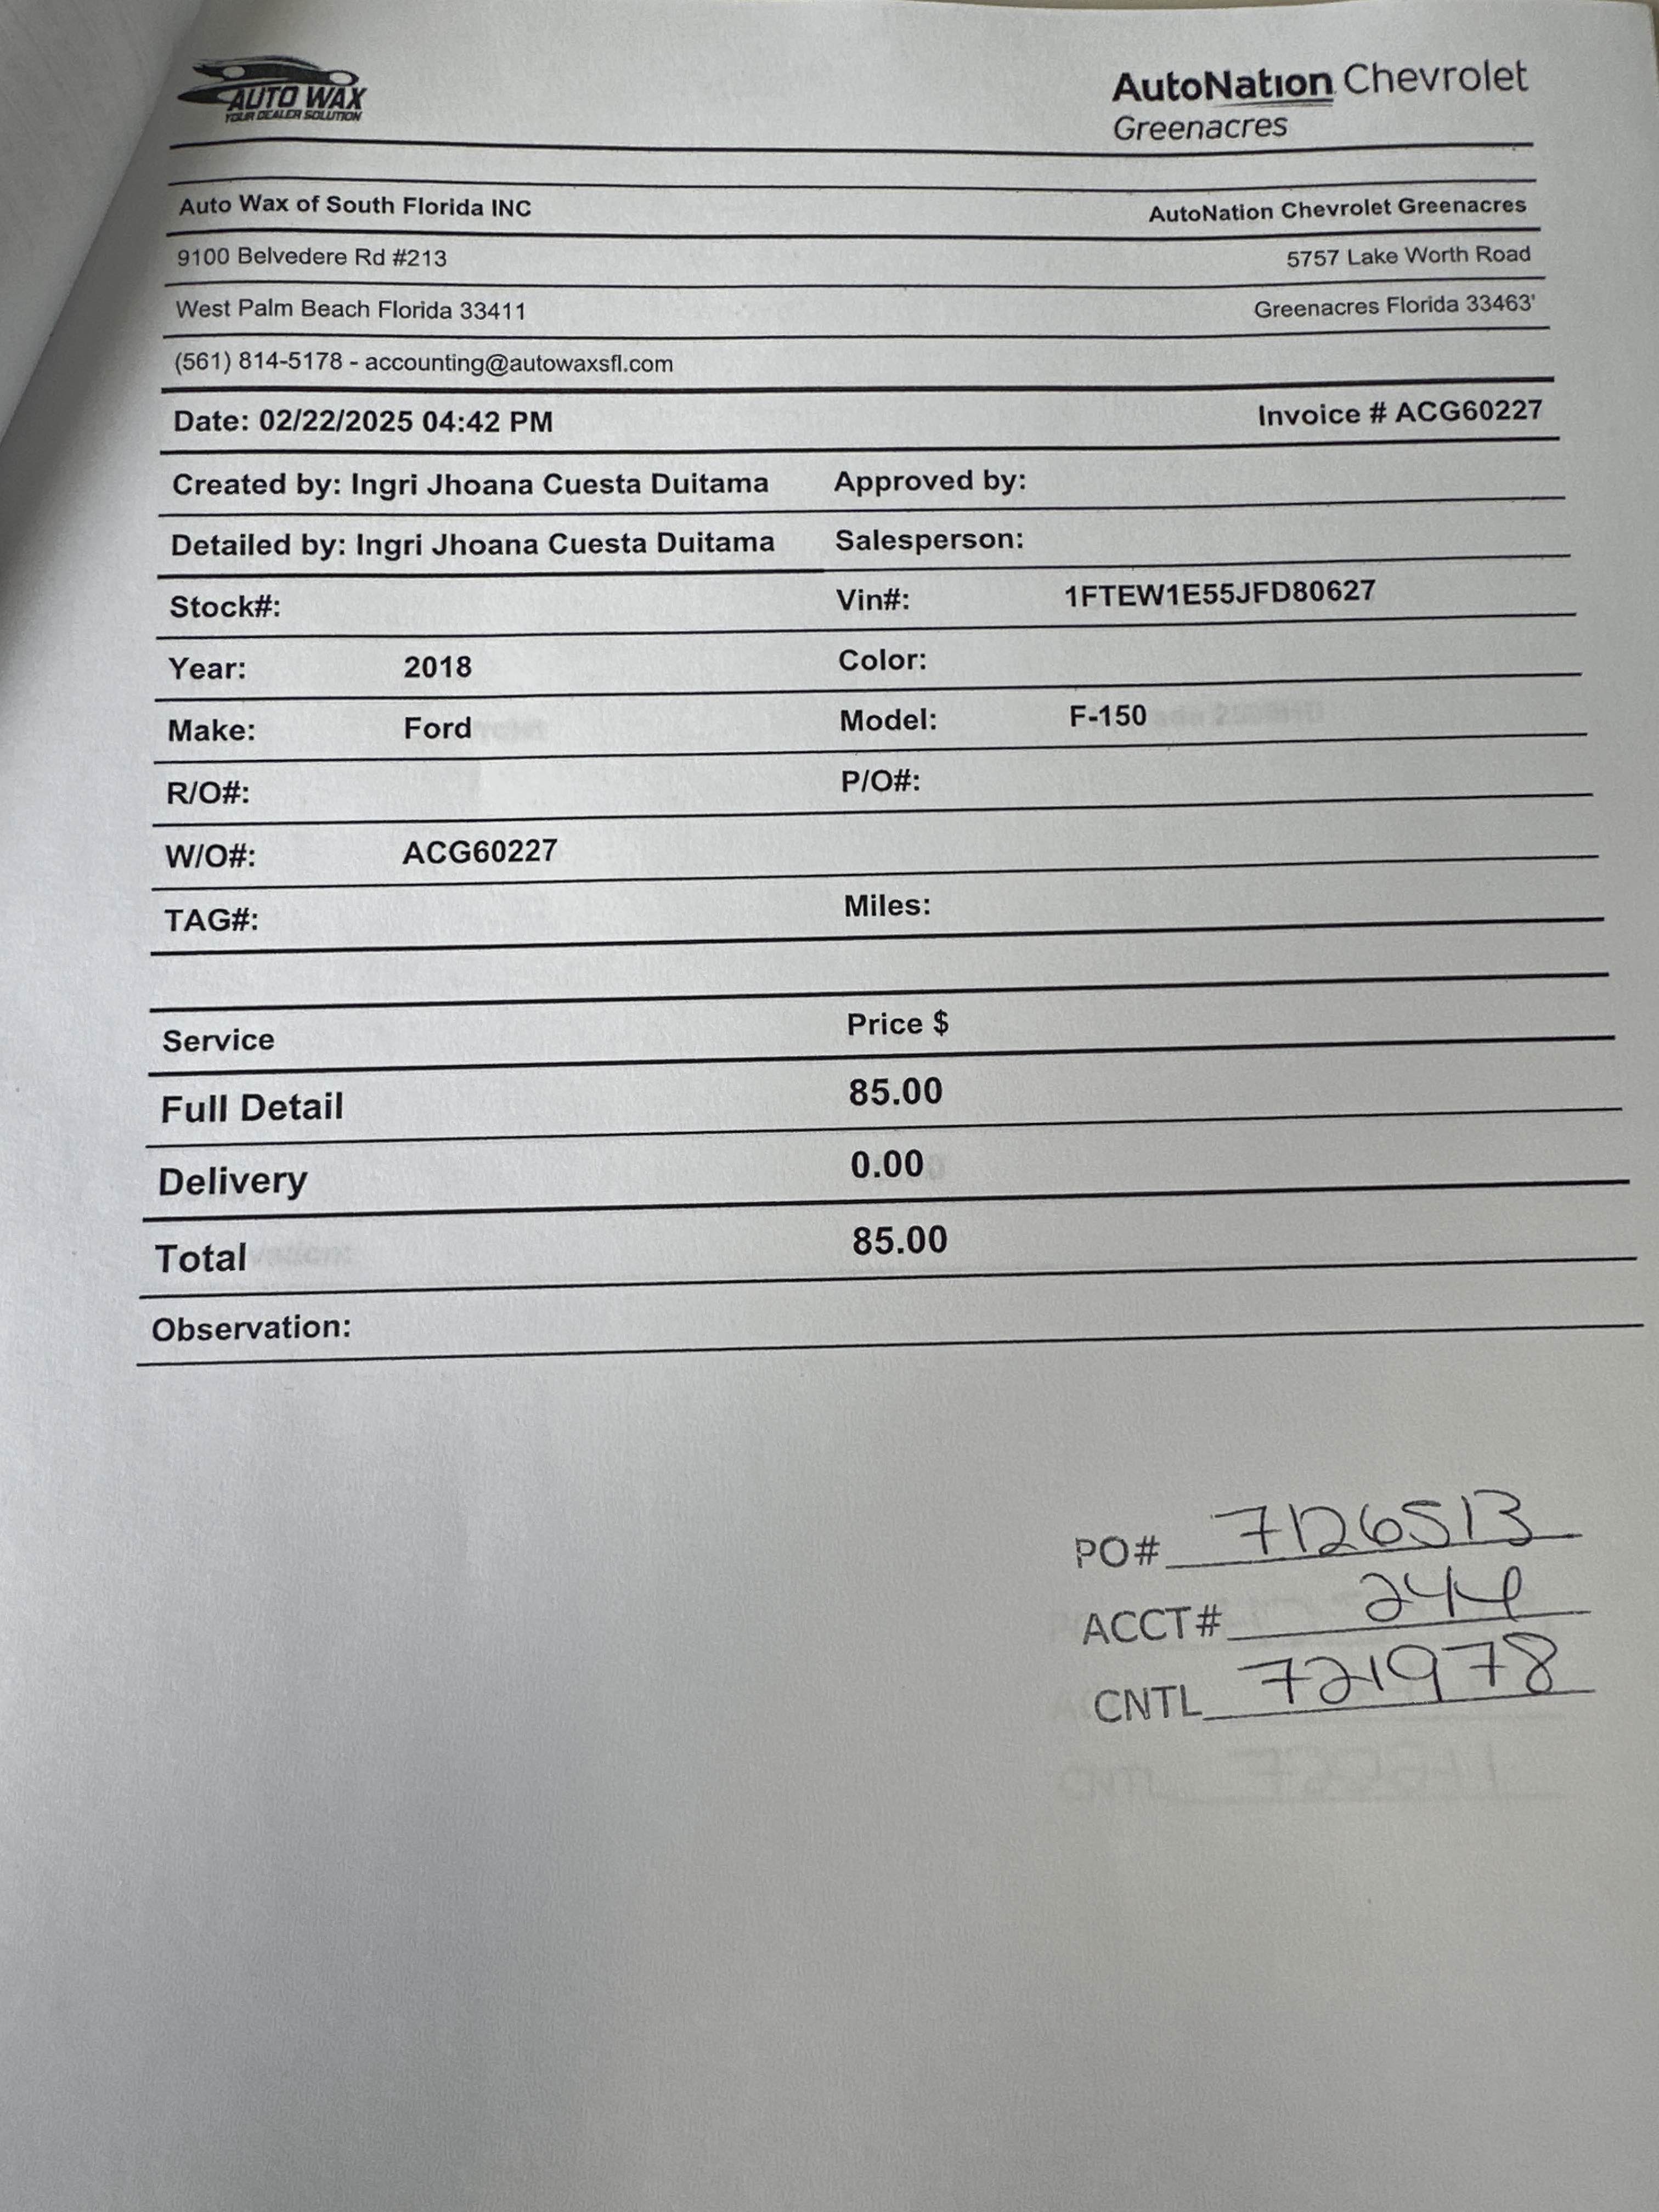 AUTO WAX
YOUR DEALER SOLUTION
AutoNation Chevrolet
Greenacres
Auto Wax of South Florida INC AutoNation Chevrolet Greenacres
9100 Belvedere Rd #213 5757 Lake Worth Road
West Palm Beach Florida 33411 Greenacres Florida 33463'
(561) 814-5178 - accounting@autowaxsfl.com
Date: 02/22/2025 04:42 PM Invoice # ACG60227
Created by: Ingri Jhoana Cuesta Duitama Approved by:
Detailed by: Ingri Jhoana Cuesta Duitama Salesperson:
Stock#: Vin#: 1FTEW1E55JFD80627
Year: 2018 Color:
Make: Ford Model: F-150
R/O#: P/O#:
W/O#: ACG60227
TAG#: Miles:
Service Price $
Full Detail 85.00
Delivery 0.00
Total 85.00
Observation:
PO# 7126513
ACCT# 244
CNTL 721978